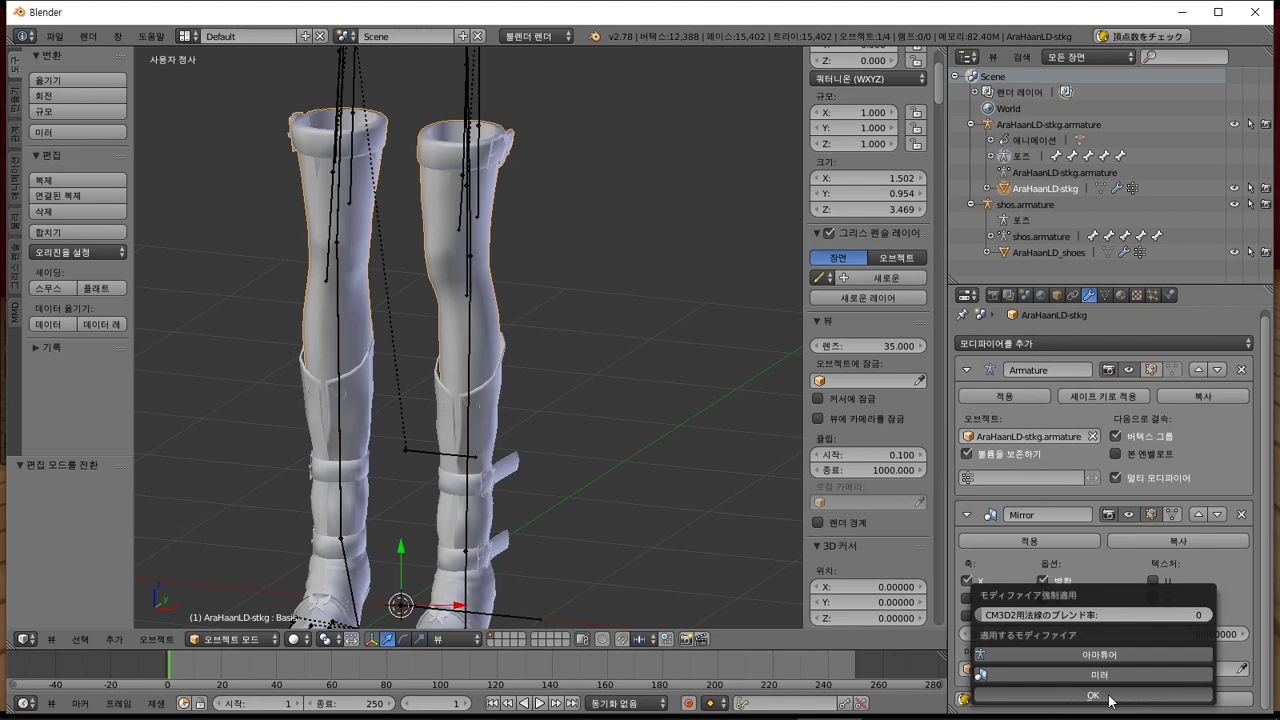 Blender
파일
렌더
창
도움말
Default
Scene
블렌더 렌더
v2.78 | 버텍스:12,388 | 페이스:15,402 | 트라이:15,402 | 오브젝트:1/4 | 램프:0/0 | 메모리:82.40M | AraHaanLD-stkg
頂点数をチェック
▼ 변환
옮기기
회전
규모
미러
▼ 편집
복제
연결된 복제
삭제
합치기
오리진을 설정
셰이딩:
스무스
플래트
데이터 옮기기:
데이터
데이터 레
▶ 기록
▼ 편집 모드를 전환
MMD
사용자 정사
(1) AraHaanLD-stkg : Basis
Z: 0.000
쿼터니온 (WXYZ)
규모:
X: 1.000
Y: 1.000
Z: 1.000
크기:
X: 1.502
Y: 0.954
Z: 3.469
▼ 그리스 펜슬 레이어
장면
오브젝트
새로운
새로운 레이어
▼ 뷰
렌즈: 35.000
오브젝트에 잠금:
커서에 잠금
뷰에 카메라를 잠금
클립:
시작: 0.100
종료: 1000.000
로컬 카메라:
렌더 경계
▼ 3D 커서
위치:
X: 0.00000
Y: 0.00000
Z: 0.00000
뷰
검색
모든 장면
Scene
렌더 레이어
World
AraHaanLD-stkg.armature
애니메이션
포즈
AraHaanLD-stkg.armature
AraHaanLD-stkg
shos.armature
포즈
shos.armature
AraHaanLD_shoes
AraHaanLD-stkg
모디파이어를 추가
Armature
적용
셰이프 키로 적용
복사
오브젝트:
다음으로 결속:
AraHaanLD-stkg.armature
버텍스 그룹
볼륨을 보존하기
본 엔벨로프
멀티 모디파이어
Mirror
적용
복사
축:
옵션:
텍스처:
モディファイア強制適用
CM3D2用法線のブレンド率: 0
適用するモディファイア
아마튜어
미러
OK
뷰
선택
추가
오브젝트
오브젝트 모드
뷰
-40 -20 0 20 40 60 80 100 120 140 160 180 200 220 240 260 280
뷰
마커
프레임
재생
시작: 1
종료: 250
1
동기화 없음